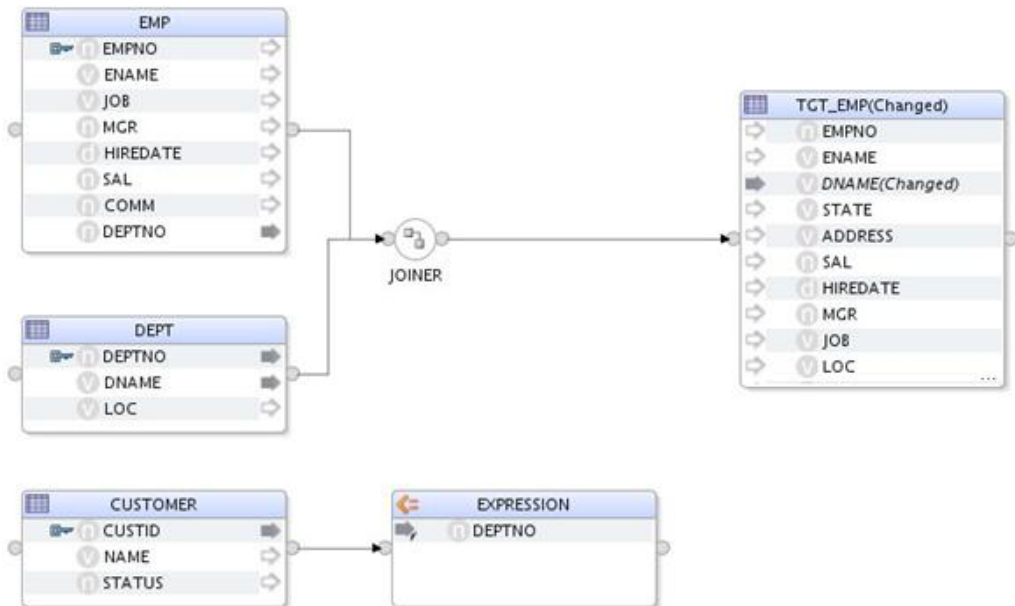 EMP
EMPNO
ENAME
JOB
MGR
HIREDATE
SAL
COMM
DEPTNO
JOINER
TGT_EMP(Changed)
EMPNO
ENAME
DNAME(Changed)
STATE
ADDRESS
SAL
HIREDATE
MGR
JOB
LOC
...
DEPT
DEPTNO
DNAME
LOC
CUSTOMER
CUSTID
NAME
STATUS
EXPRESSION
DEPTNO